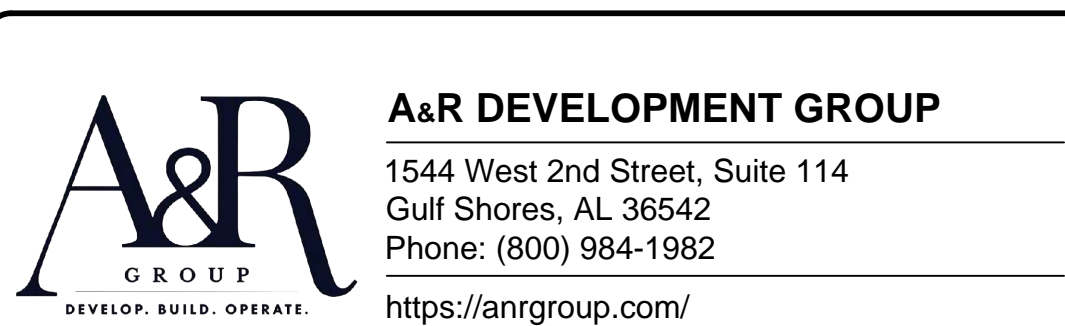 A&R
GROUP
DEVELOP. BUILD. OPERATE.
A&R DEVELOPMENT GROUP
1544 West 2nd Street, Suite 114
Gulf Shores, AL 36542
Phone: (800) 984-1982
https://anrgroup.com/